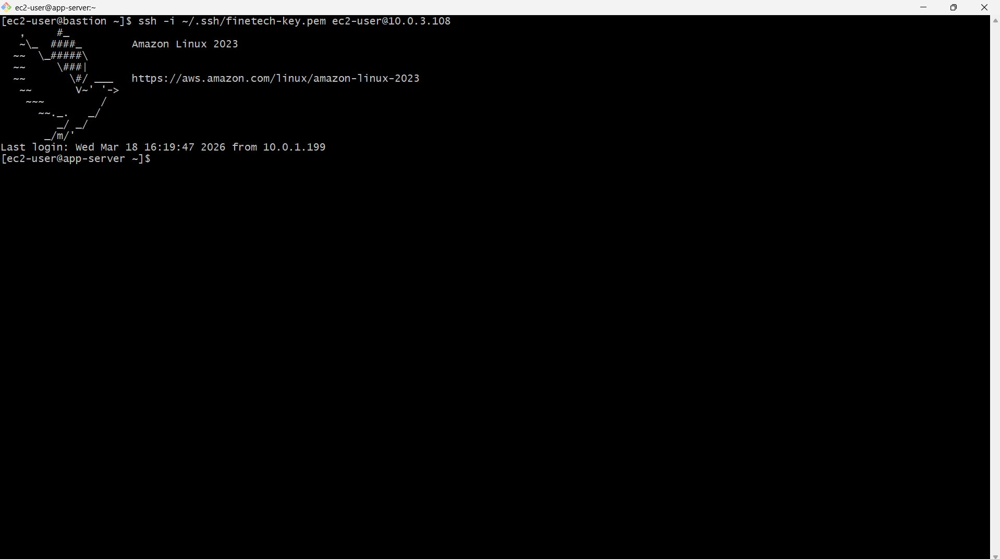 ec2-user@app-server:~
[ec2-user@bastion ~]$ ssh -i ~/.ssh/finetech-key.pem ec2-user@10.0.3.108
   ,     #_
   ~\_  ####_        Amazon Linux 2023
  ~~  \_#####\
  ~~     \###|
  ~~       \#/ ___   https://aws.amazon.com/linux/amazon-linux-2023
   ~~       V~' '->
    ~~~         /
      ~~._.   _/
         _/ _/
       _/m/'
Last login: Wed Mar 18 16:19:47 2026 from 10.0.1.199
[ec2-user@app-server ~]$